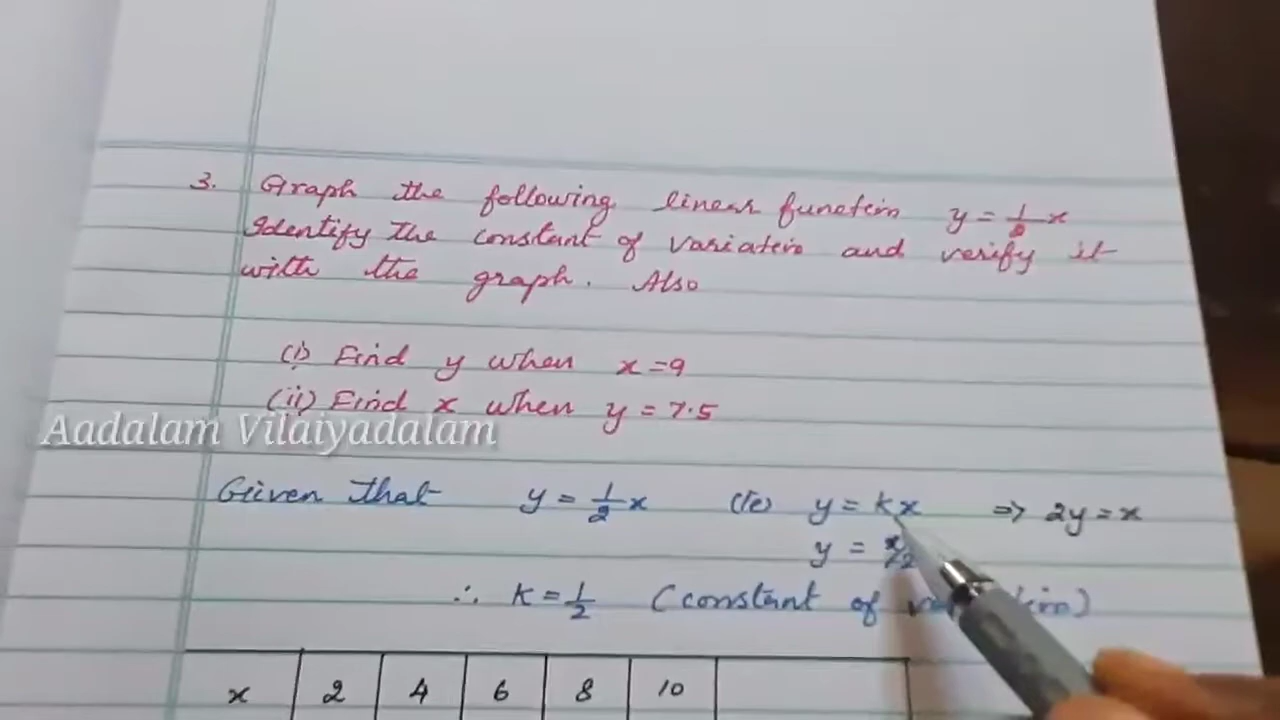 3. Graph the following linear function y = 1/2 x
Identify the constant of variation and verify it
with the graph. Also
(i) Find y when x = 9
(ii) Find x when y = 7.5
Aadalam Vilaiyadalam
Given that y = 1/2 x (ie) y = kx ⇒ 2y = x
y = x/2
∴ k = 1/2 (constant of
x 2 4 6 8 10